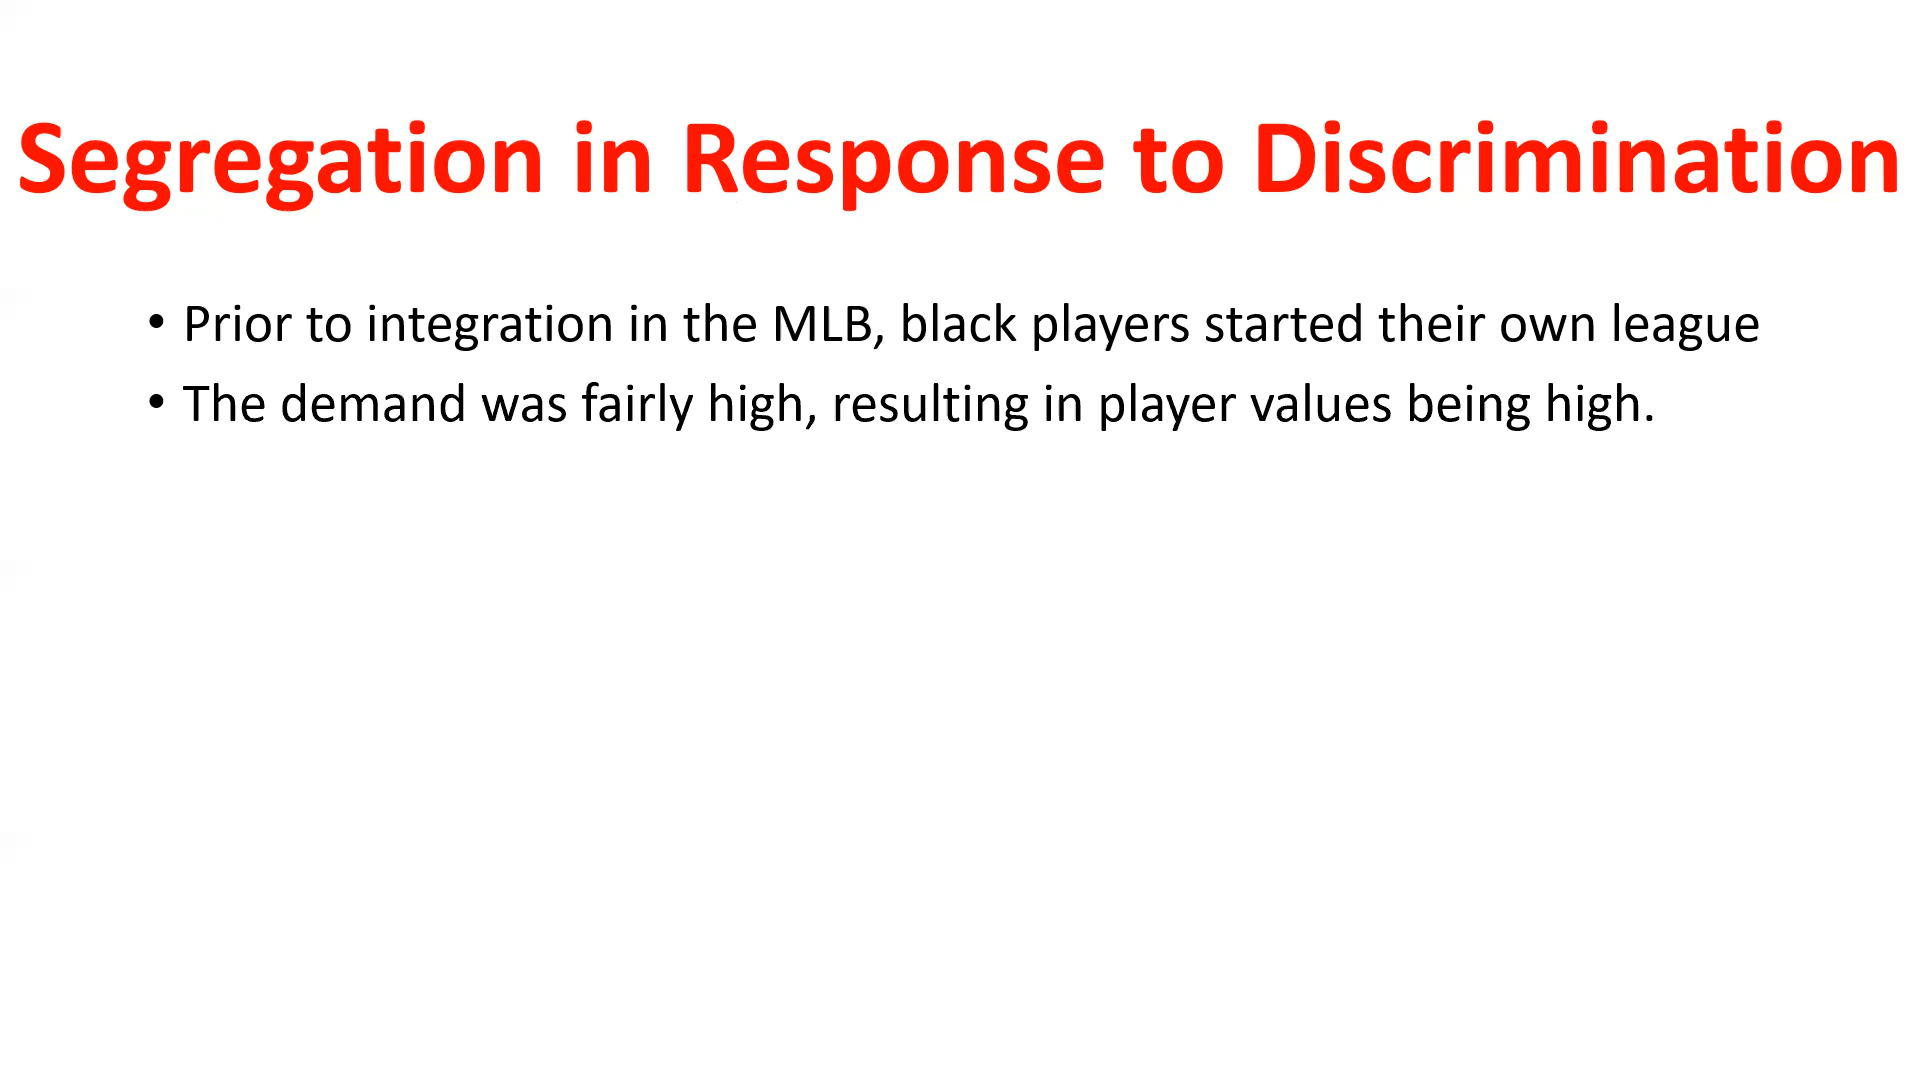 Segregation in Response to Discrimination
• Prior to integration in the MLB, black players started their own league
• The demand was fairly high, resulting in player values being high.